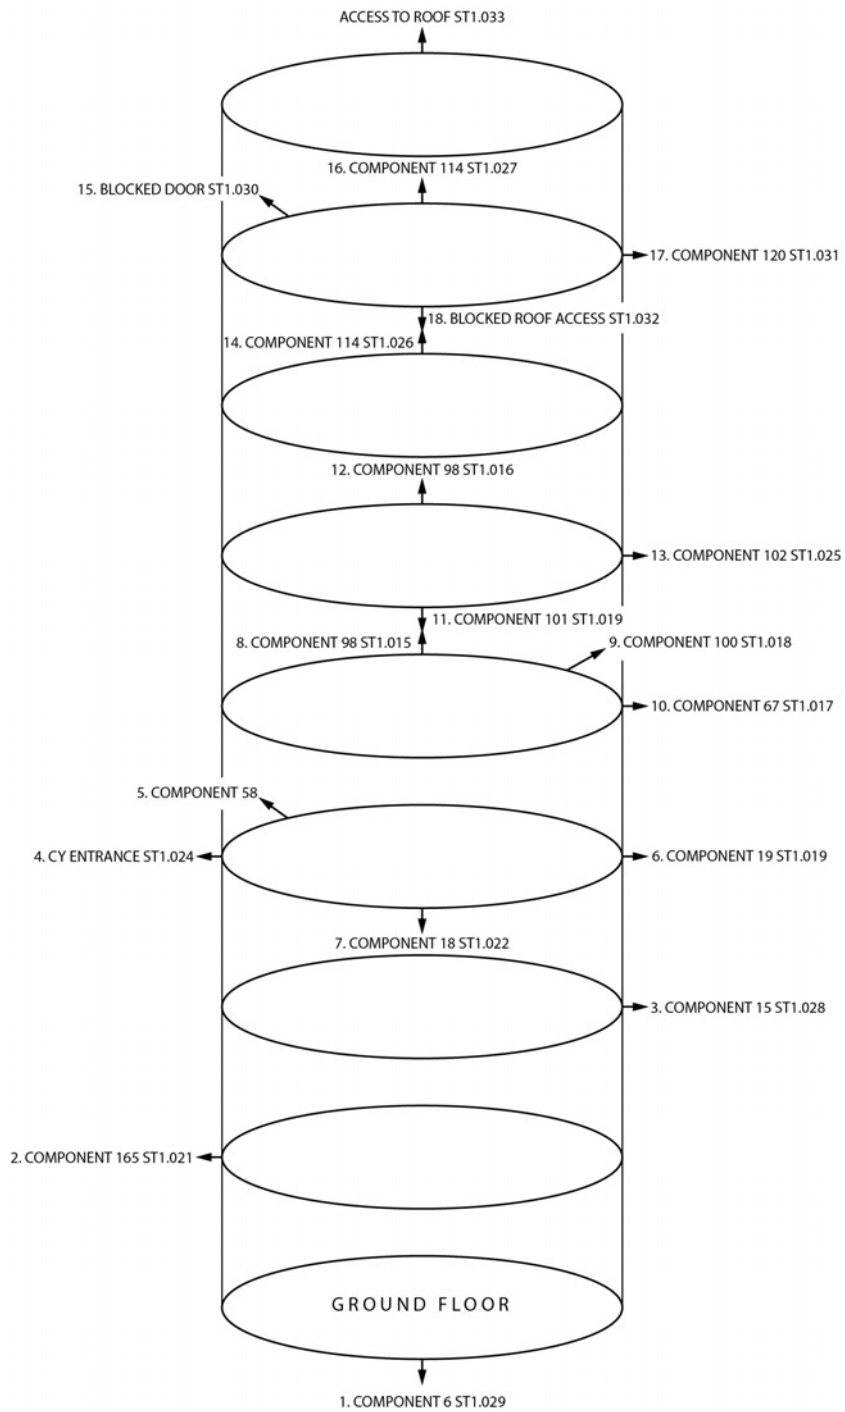 ACCESS TO ROOF ST1.033
16. COMPONENT 114 ST1.027
15. BLOCKED DOOR ST1.030
17. COMPONENT 120 ST1.031
18. BLOCKED ROOF ACCESS ST1.032
14. COMPONENT 114 ST1.026
12. COMPONENT 98 ST1.016
13. COMPONENT 102 ST1.025
11. COMPONENT 101 ST1.019
8. COMPONENT 98 ST1.015
9. COMPONENT 100 ST1.018
10. COMPONENT 67 ST1.017
5. COMPONENT 58
4. CY ENTRANCE ST1.024
6. COMPONENT 19 ST1.019
7. COMPONENT 18 ST1.022
3. COMPONENT 15 ST1.028
2. COMPONENT 165 ST1.021
GROUND FLOOR
1. COMPONENT 6 ST1.029